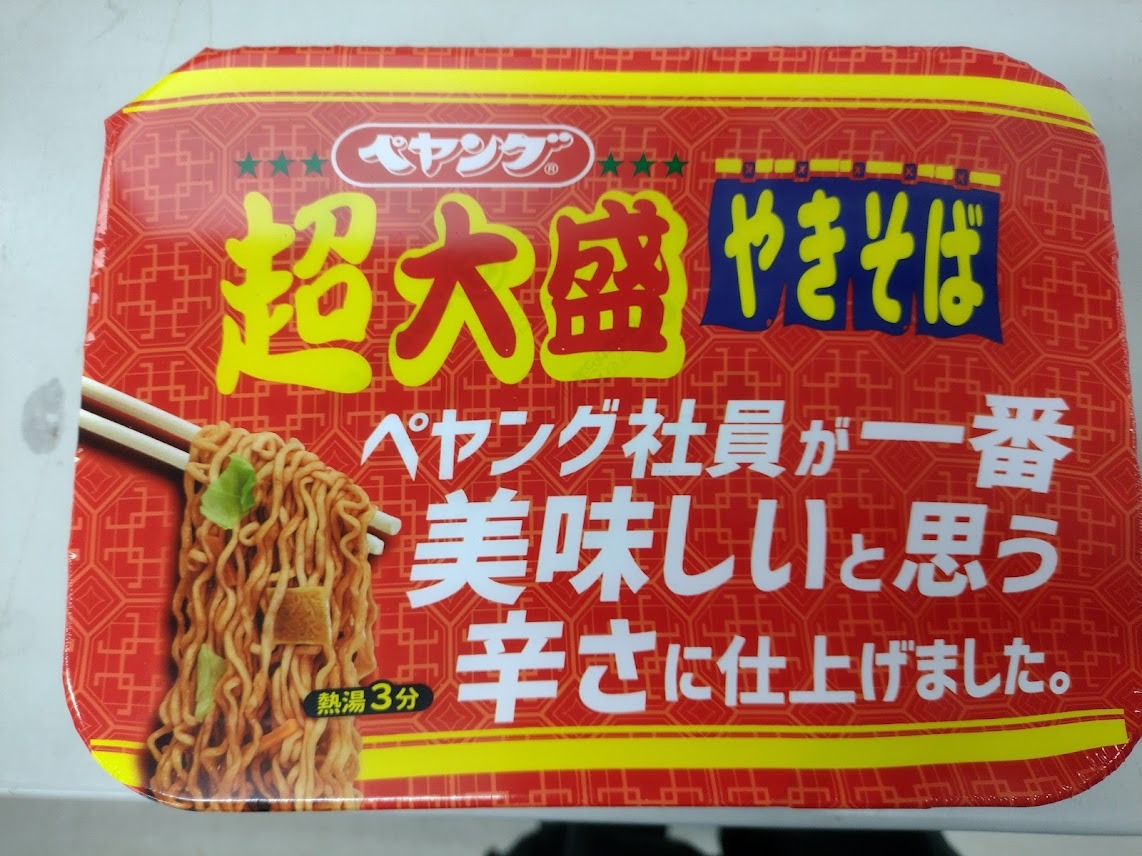 ペヤング®
超大盛
やきそば
ペヤング社員が一番
美味しいと思う
辛さに仕上げました。
熱湯3分